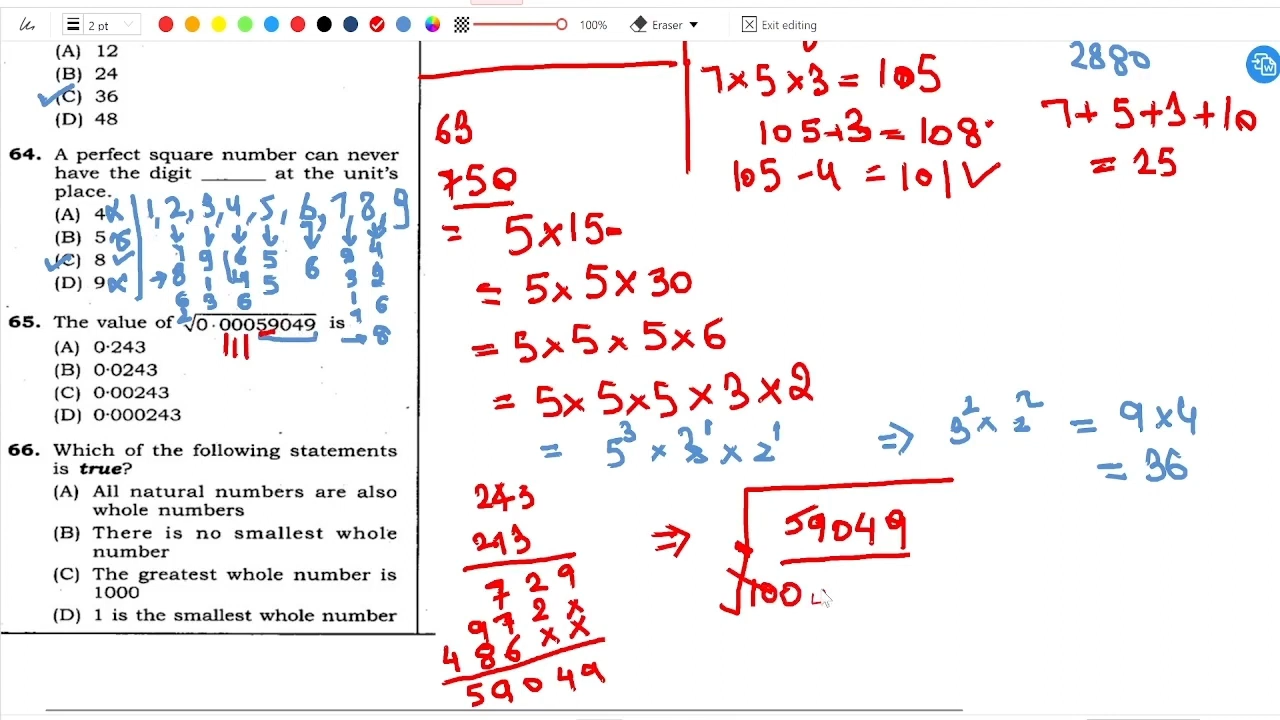 2 pt
100%
Eraser
Exit editing
(A) 12
(B) 24
(C) 36
(D) 48
64. A perfect square number can never
have the digit ______ at the unit's
place.
(A) 4
(B) 5
(C) 8
(D) 9
1, 2, 3, 4, 5, 6, 7, 8, 9
65. The value of √0·00059049 is
(A) 0·243
(B) 0·0243
(C) 0·00243
(D) 0·000243
66. Which of the following statements
is true?
(A) All natural numbers are also
whole numbers
(B) There is no smallest whole
number
(C) The greatest whole number is
1000
(D) 1 is the smallest whole number
63
750
= 5×15
= 5×5×30
= 5×5×5×6
= 5×5×5×3×2
= 5³ × 3¹ × 2¹
⇒ 3² × 2² = 9×4
= 36
7×5×3 = 105
105+3 = 108
105-4 = 101 ✓
2880
7+5+3+10
= 25
243
243
729
972×
486××
59049
⇒ √59049
√100